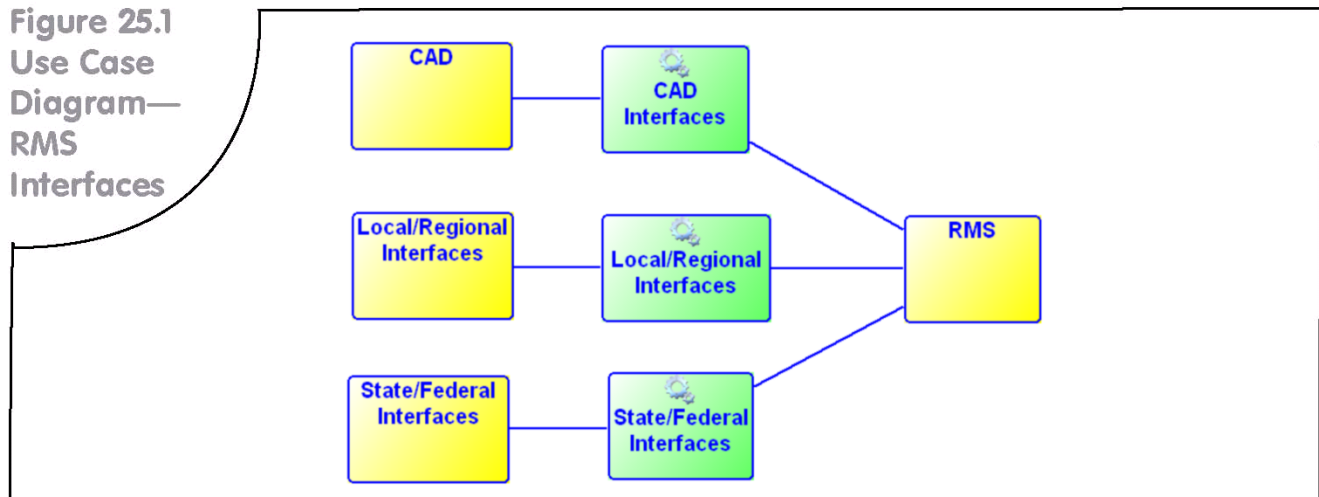 Figure 25.1
Use Case
Diagram—
RMS
Interfaces
CAD
CAD
Interfaces
Local/Regional
Interfaces
Local/Regional
Interfaces
RMS
State/Federal
Interfaces
State/Federal
Interfaces